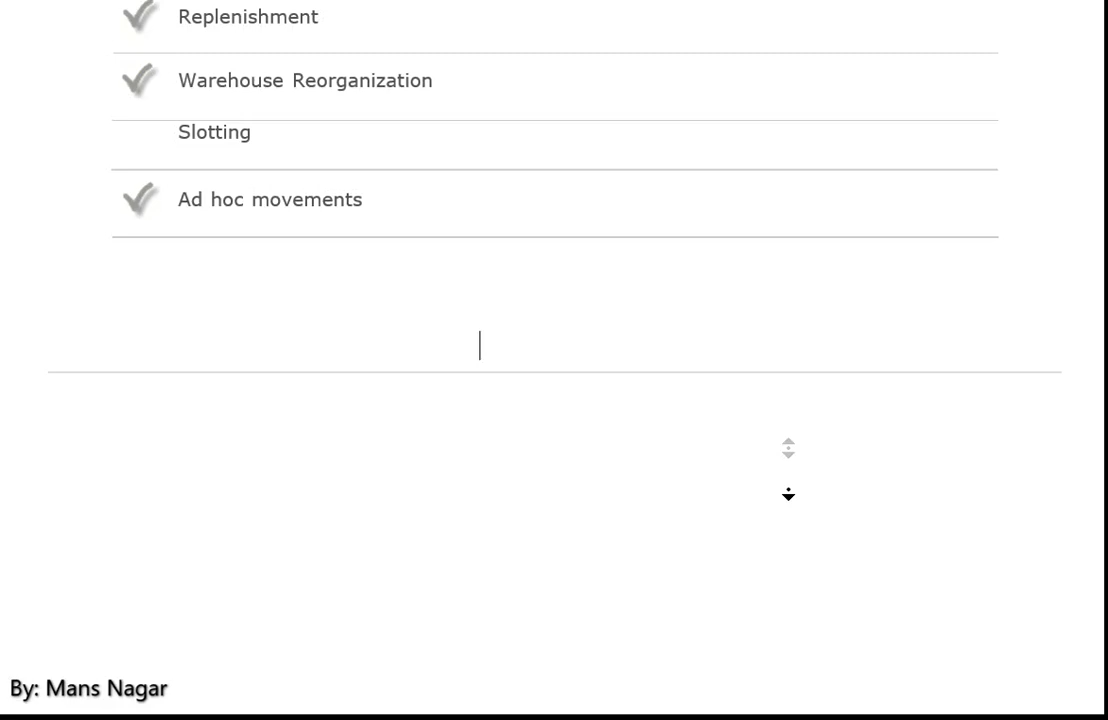 Replenishment
Warehouse Reorganization
Slotting
Ad hoc movements
By: Mans Nagar